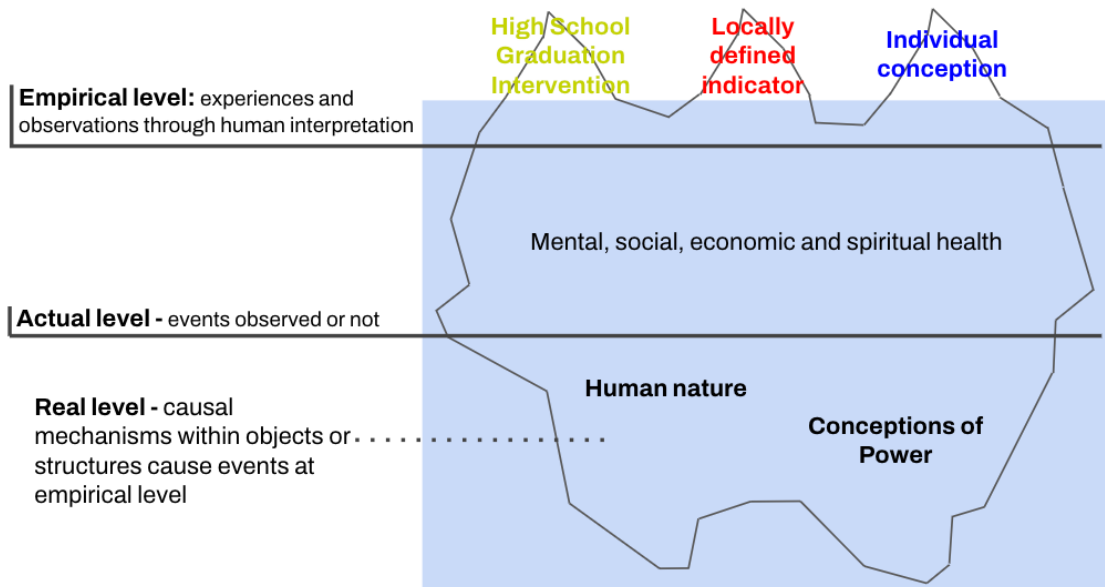 High School
Graduation
Intervention
Locally
defined
indicator
Individual
conception
Empirical level: experiences and
observations through human interpretation
Mental, social, economic and spiritual health
Actual level - events observed or not
Human nature
Real level - causal
mechanisms within objects or
structures cause events at
empirical level
Conceptions of
Power